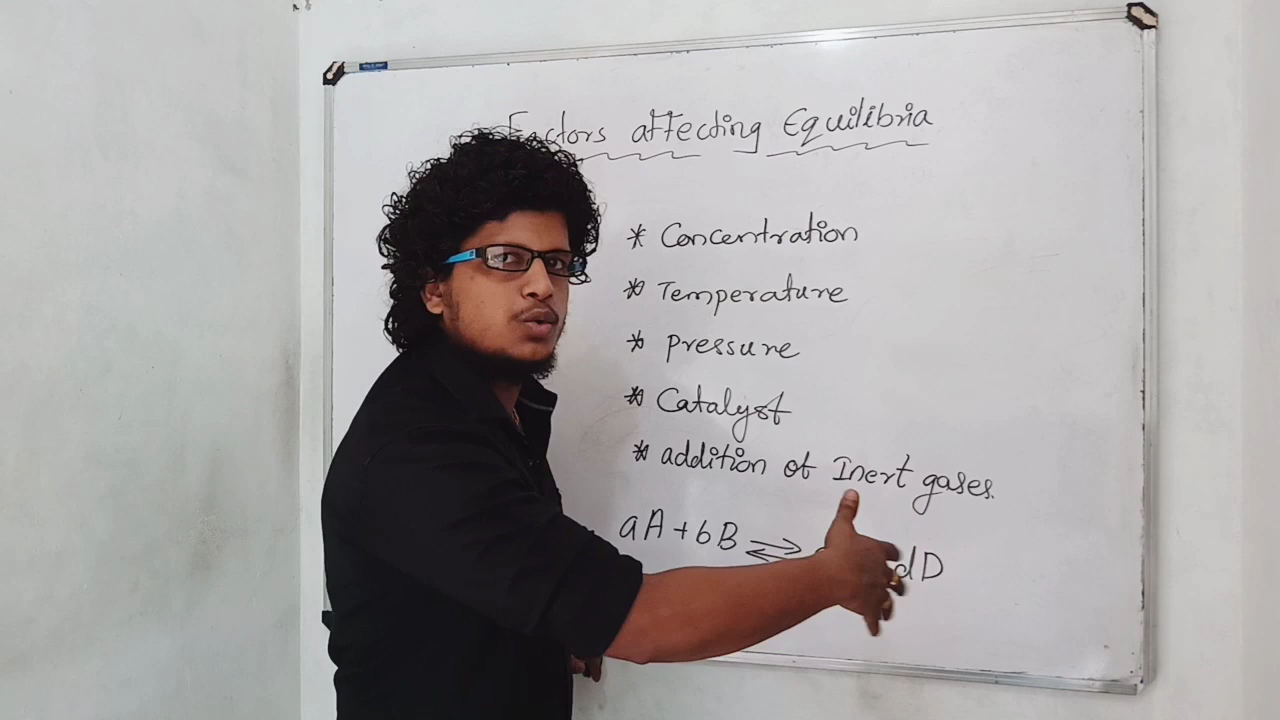 Factors affecting Equilibria
* Concentration
* Temperature
* pressure
* Catalyst
* addition of Inert gases.
aA + bB ⇌ dD